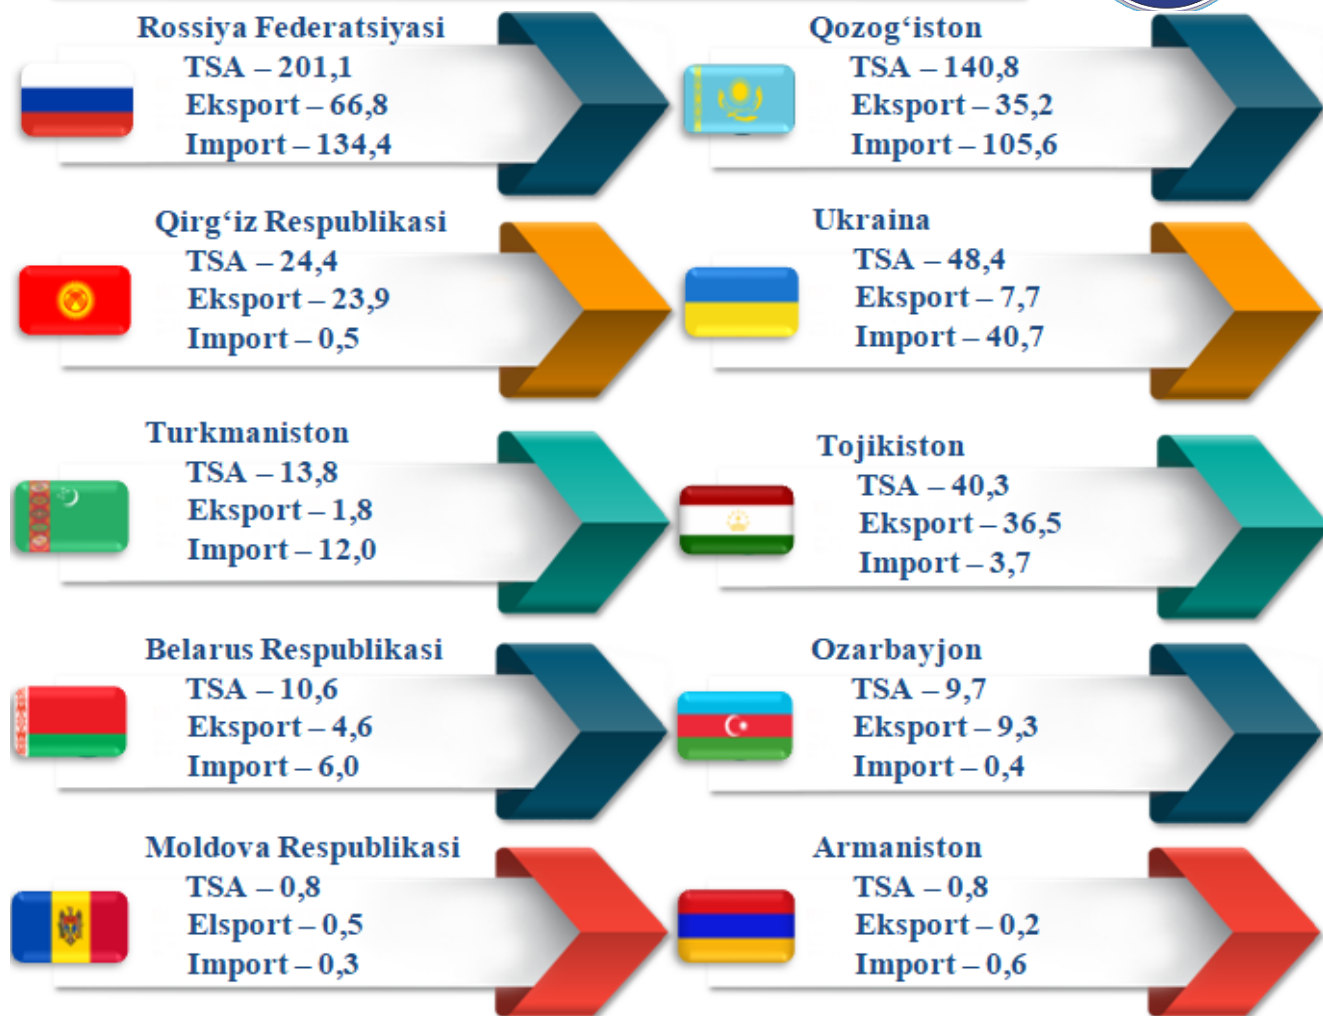 Rossiya Federatsiyasi
TSA – 201,1
Eksport – 66,8
Import – 134,4
Qozog‘iston
TSA – 140,8
Eksport – 35,2
Import – 105,6
Qirg‘iz Respublikasi
TSA – 24,4
Eksport – 23,9
Import – 0,5
Ukraina
TSA – 48,4
Eksport – 7,7
Import – 40,7
Turkmaniston
TSA – 13,8
Eksport – 1,8
Import – 12,0
Tojikiston
TSA – 40,3
Eksport – 36,5
Import – 3,7
Belarus Respublikasi
TSA – 10,6
Eksport – 4,6
Import – 6,0
Ozarbayjon
TSA – 9,7
Eksport – 9,3
Import – 0,4
Moldova Respublikasi
TSA – 0,8
Elsport – 0,5
Import – 0,3
Armaniston
TSA – 0,8
Eksport – 0,2
Import – 0,6